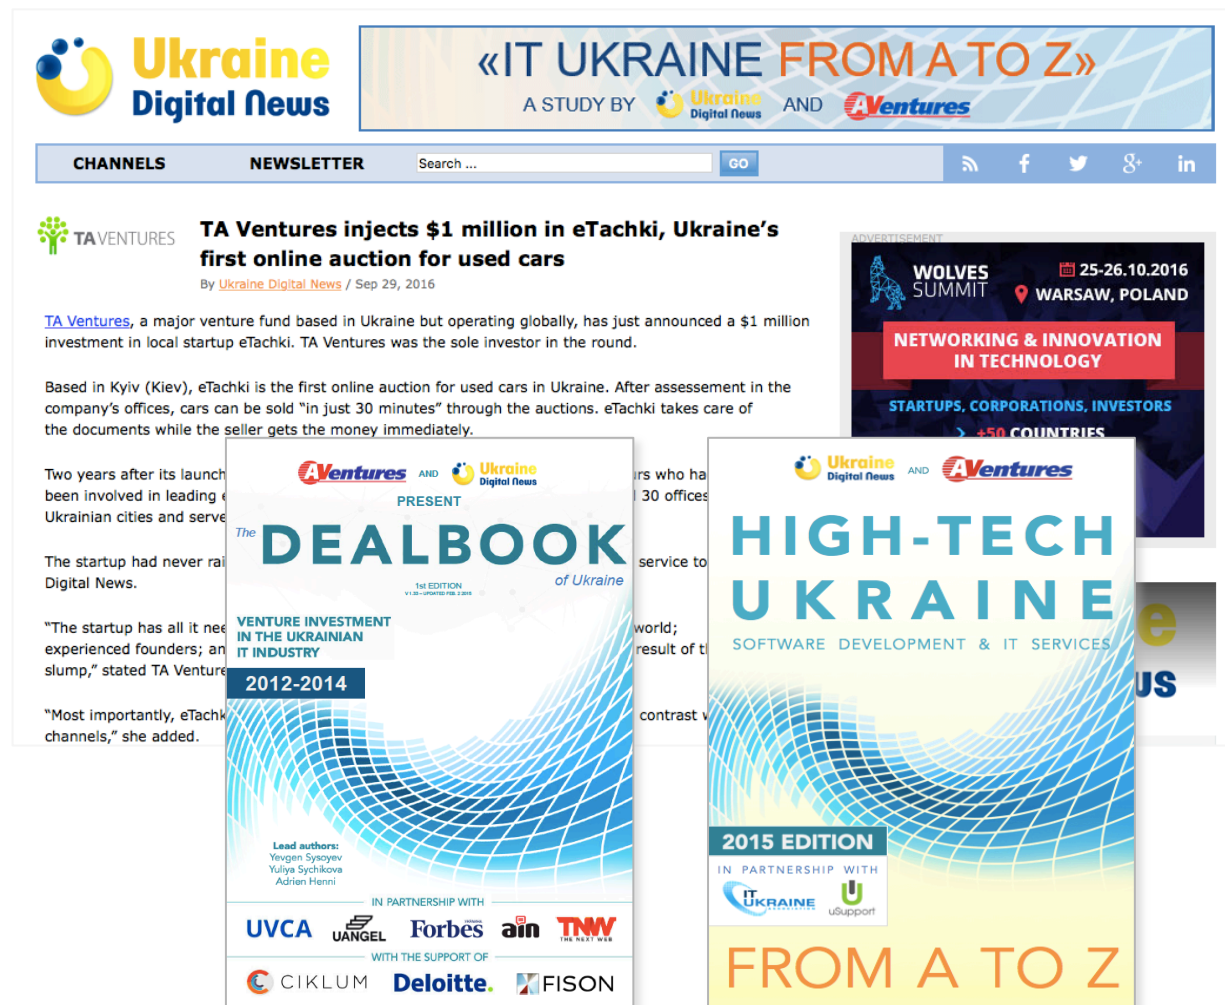 Ukraine
Digital News
«IT UKRAINE FROM A TO Z»
A STUDY BY Ukraine Digital News AND AVentures
CHANNELS NEWSLETTER Search ... GO
TA VENTURES
TA Ventures injects $1 million in eTachki, Ukraine’s
first online auction for used cars
By Ukraine Digital News / Sep 29, 2016
TA Ventures, a major venture fund based in Ukraine but operating globally, has just announced a $1 million
investment in local startup eTachki. TA Ventures was the sole investor in the round.
Based in Kyiv (Kiev), eTachki is the first online auction for used cars in Ukraine. After assessement in the
company’s offices, cars can be sold “in just 30 minutes” through the auctions. eTachki takes care of
the documents while the seller gets the money immediately.
Two years after its launch
been involved in leading
30 offices
Ukrainian cities and serve
The startup had never
service to
Digital News.
“The startup has all it
world;
experienced founders;
result of
slump,” stated TA Venture
“Most importantly,
contrast
channels,” she added.
ADVERTISEMENT
WOLVES
SUMMIT
25-26.10.2016
WARSAW, POLAND
NETWORKING & INNOVATION
IN TECHNOLOGY
STARTUPS, CORPORATIONS, INVESTORS
+50 COUNTRIES
AVentures AND Ukraine Digital News
PRESENT
The DEALBOOK
of Ukraine
1st EDITION
VENTURE INVESTMENT
IN THE UKRAINIAN
IT INDUSTRY
2012-2014
Lead authors:
Yevgen Sysoyev
Yuliya Sychikova
Adrien Henni
IN PARTNERSHIP WITH
UVCA UANGEL Forbes ain TNW
THE NEXT WEB
WITH THE SUPPORT OF
CIKLUM Deloitte. FISON
Ukraine Digital News AND AVentures
HIGH-TECH
UKRAINE
SOFTWARE DEVELOPMENT & IT SERVICES
2015 EDITION
IN PARTNERSHIP WITH
IT UKRAINE
uSupport
FROM A TO Z